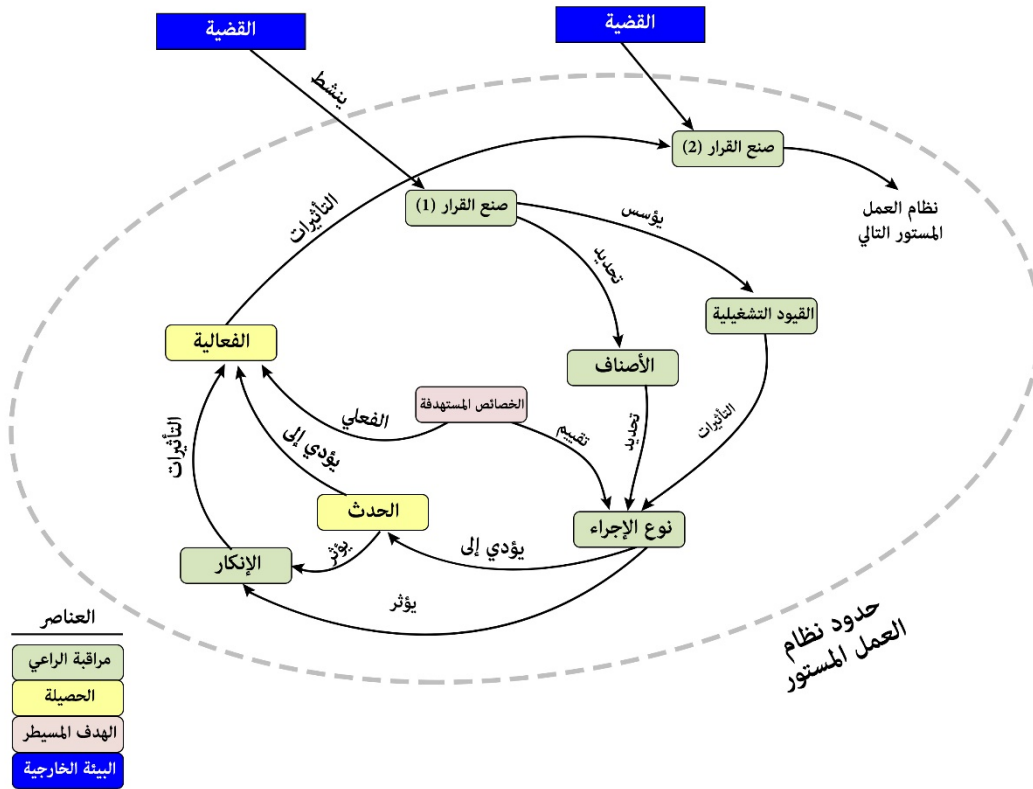 القضية
القضية
ينشط
صنع القرار (2)
صنع القرار (1)
نظام العمل
المستور التالي
التأثيرات
يؤسس
تحديد
القيود التشغيلية
الفعالية
الأصناف
الخصائص المستهدفة
الفعلي
تقييم
تحديد
التأثيرات
التأثيرات
يؤدي إلى
الحدث
نوع الإجراء
يؤثر
يؤدي إلى
الإنكار
يؤثر
حدود نظام
العمل المستور
العناصر
مراقبة الراعي
الحصيلة
الهدف المسيطر
البيئة الخارجية